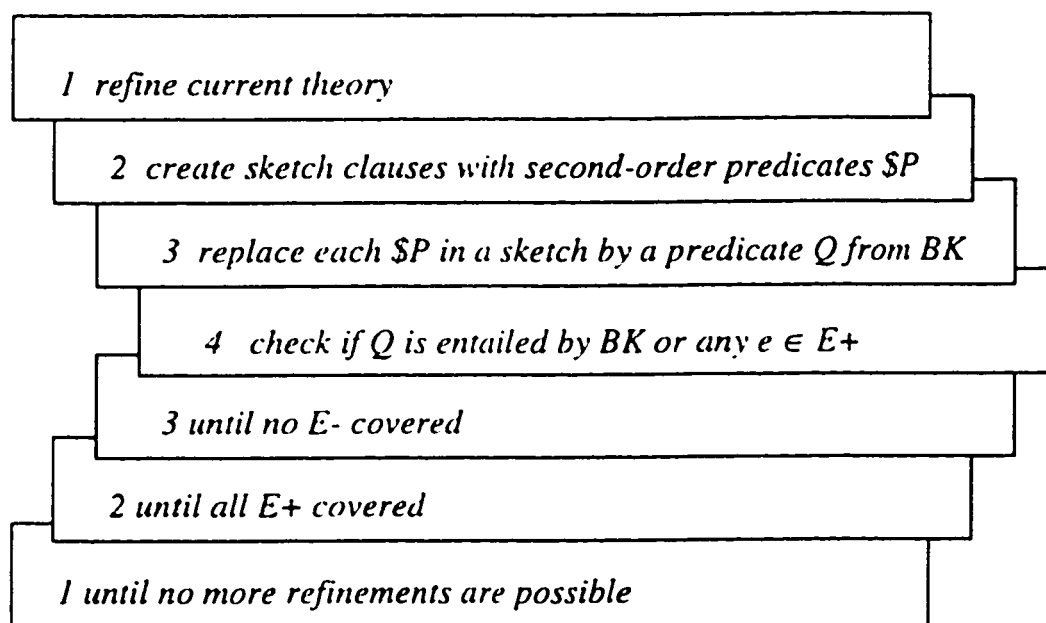 1 refine current theory
2 create sketch clauses with second-order predicates $P
3 replace each $P in a sketch by a predicate Q from BK
4 check if Q is entailed by BK or any e ∈ E+
3 until no E- covered
2 until all E+ covered
1 until no more refinements are possible